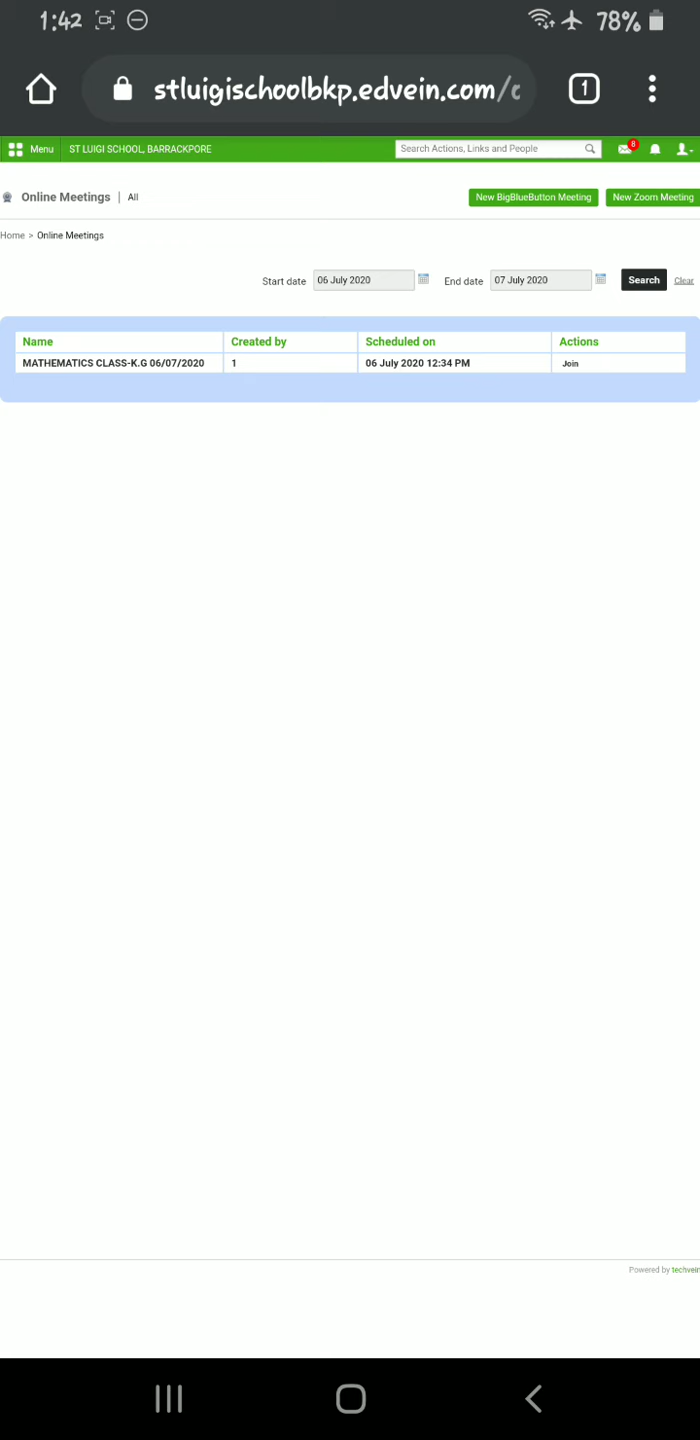 1:42 78%
stluigischoolbkp.edvein.com/c 1
Menu ST LUIGI SCHOOL, BARRACKPORE Search Actions, Links and People 8
Online Meetings | All New BigBlueButton Meeting New Zoom Meeting
Home > Online Meetings
Start date 06 July 2020 End date 07 July 2020 Search Clear
Name Created by Scheduled on Actions
MATHEMATICS CLASS-K.G 06/07/2020 1 06 July 2020 12:34 PM Join
Powered by techvein